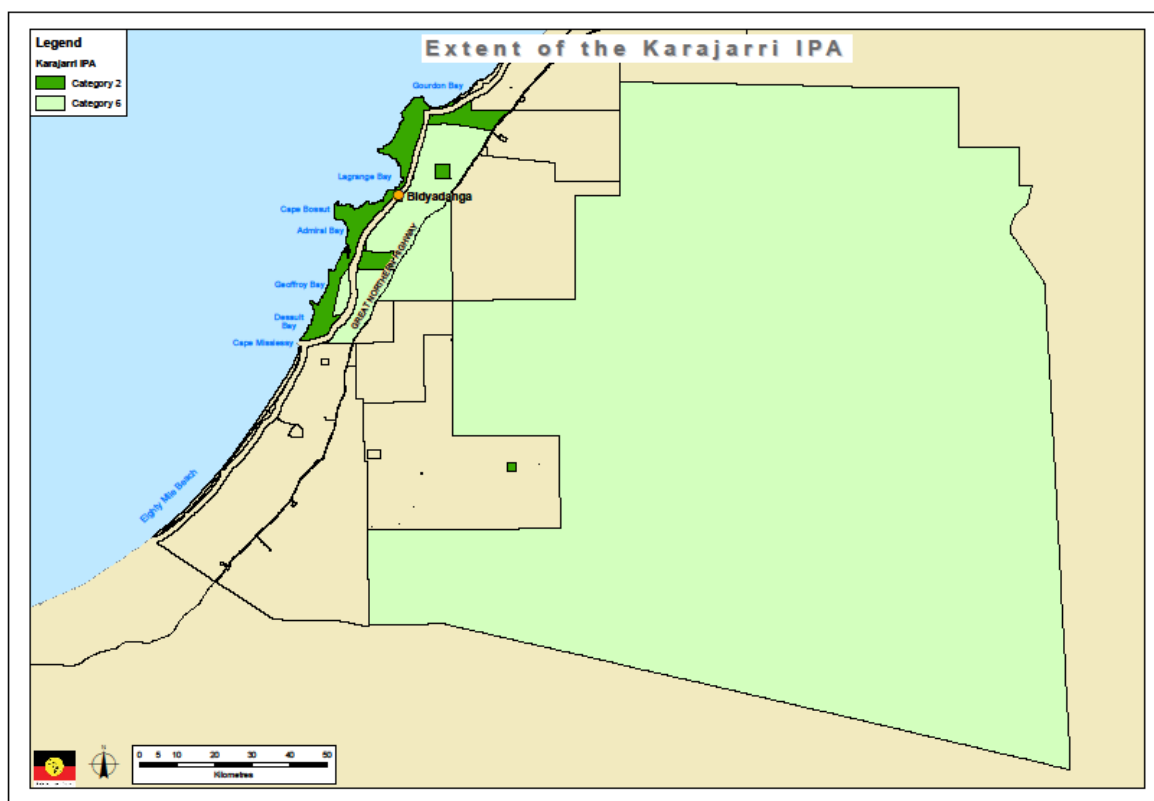 Legend
Karajarri IPA
Category 2
Category 6
Extent of the Karajarri IPA
Gourdon Bay
Lagrange Bay
Bidyadanga
Cape Bossut
Admiral Bay
GREAT NORTHERN HIGHWAY
Geoffroy Bay
Desault
Bay
Cape Missiessy
Eighty Mile Beach
N
0 5 10 20 30 40 50
Kilometres